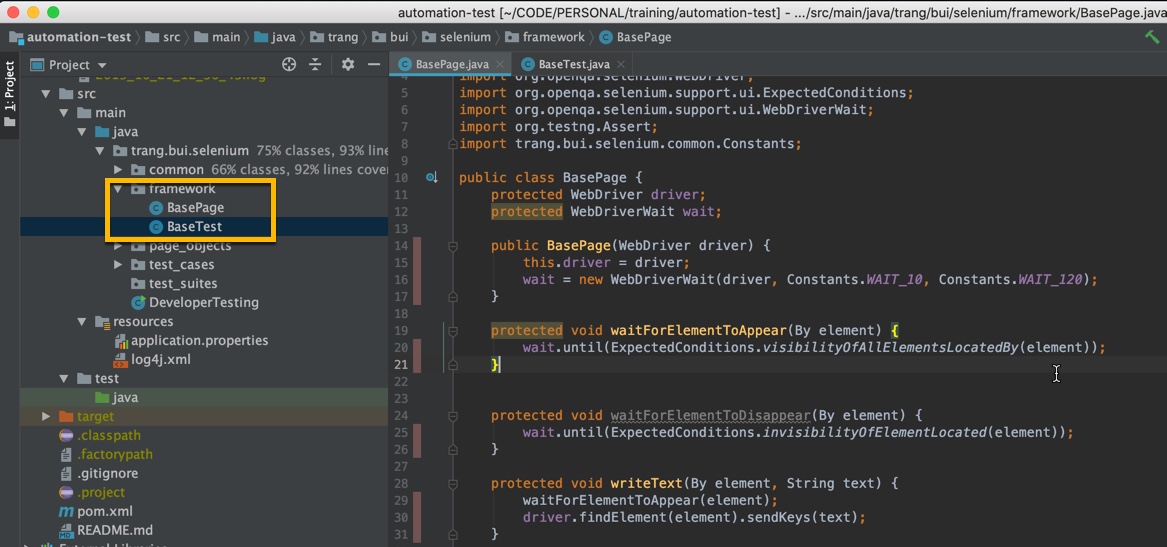 automation-test [~/CODE/PERSONAL/training/automation-test] - .../src/main/java/trang/bui/selenium/framework/BasePage.java
automation-test src main java trang bui selenium framework BasePage
1: Project
Project
src
main
java
trang.bui.selenium 75% classes, 93% line
common 66% classes, 92% lines cover
framework
BasePage
BaseTest
page_objects
test_cases
test_suites
DeveloperTesting
resources
application.properties
log4j.xml
test
java
target
.classpath
.factorypath
.gitignore
.project
pom.xml
README.md
External Libraries
BasePage.java BaseTest.java
4 import org.openqa.selenium.WebDriver;
5 import org.openqa.selenium.support.ui.ExpectedConditions;
6 import org.openqa.selenium.support.ui.WebDriverWait;
7 import org.testng.Assert;
8 import trang.bui.selenium.common.Constants;
9
10 public class BasePage {
11 protected WebDriver driver;
12 protected WebDriverWait wait;
13
14 public BasePage(WebDriver driver) {
15 this.driver = driver;
16 wait = new WebDriverWait(driver, Constants.WAIT_10, Constants.WAIT_120);
17 }
18
19 protected void waitForElementToAppear(By element) {
20 wait.until(ExpectedConditions.visibilityOfAllElementsLocatedBy(element));
21 }
22
23
24 protected void waitForElementToDisappear(By element) {
25 wait.until(ExpectedConditions.invisibilityOfElementLocated(element));
26 }
27
28 protected void writeText(By element, String text) {
29 waitForElementToAppear(element);
30 driver.findElement(element).sendKeys(text);
31 }